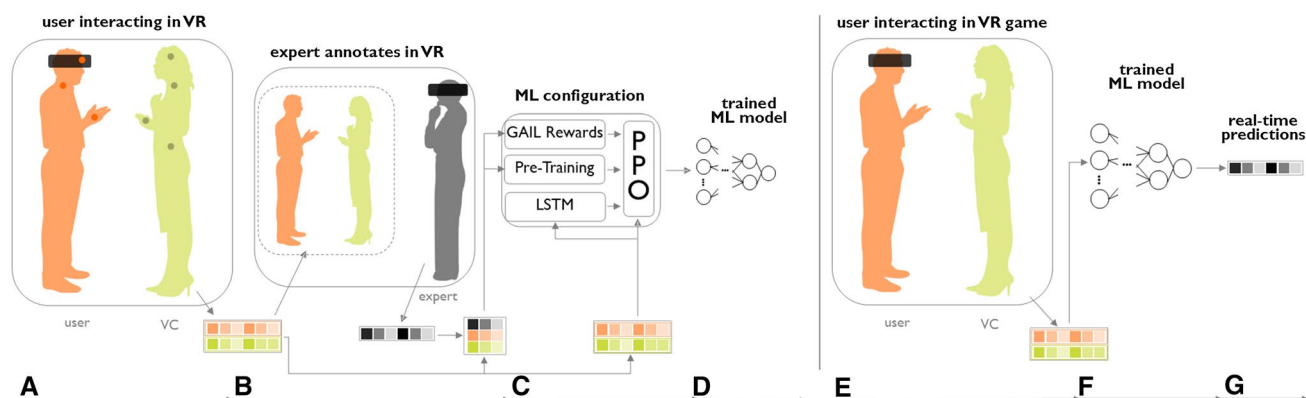 user interacting in VR
expert annotates in VR
ML configuration
GAIL Rewards
Pre-Training
LSTM
P
P
O
trained
ML model
user
VC
expert
user interacting in VR game
trained
ML model
real-time
predictions
user
VC
A
B
C
D
E
F
G